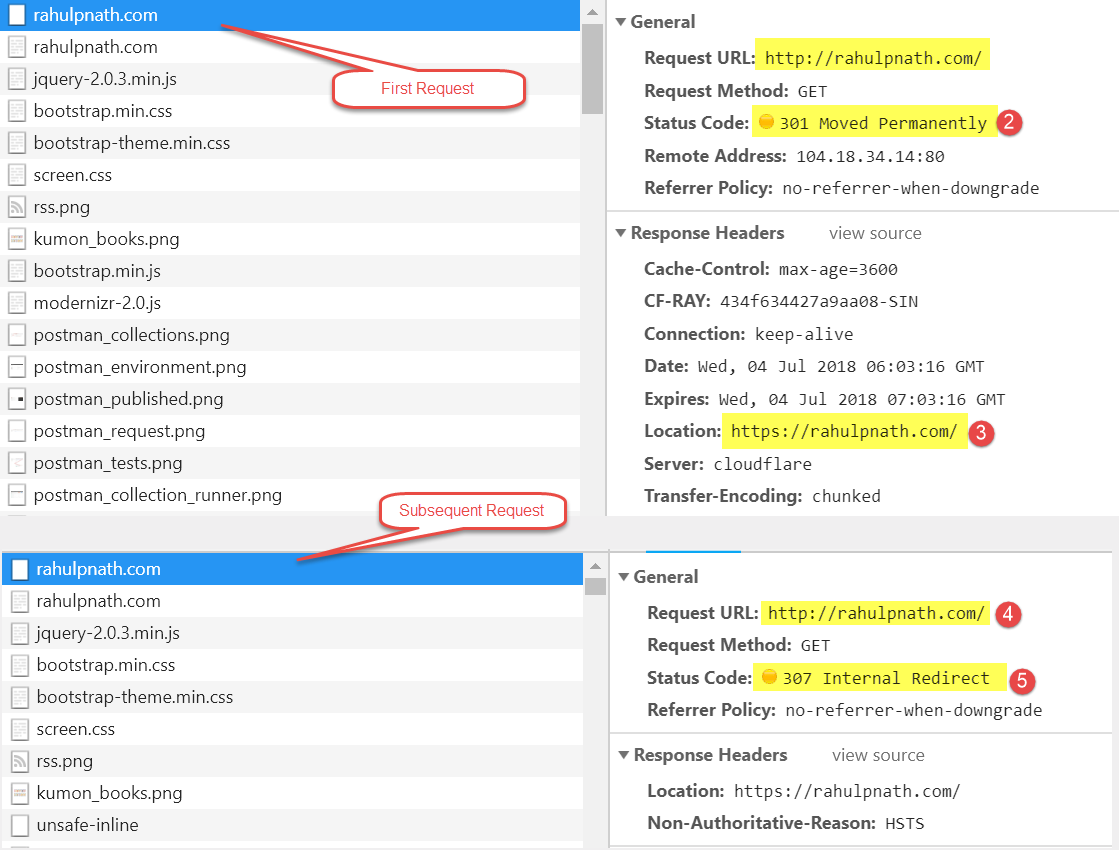 rahulpnath.com
rahulpnath.com
jquery-2.0.3.min.js
bootstrap.min.css
bootstrap-theme.min.css
screen.css
rss.png
kumon_books.png
bootstrap.min.js
modernizr-2.0.js
postman_collections.png
postman_environment.png
postman_published.png
postman_request.png
postman_tests.png
postman_collection_runner.png
First Request
General
Request URL: http://rahulpnath.com/
Request Method: GET
Status Code: 301 Moved Permanently 2
Remote Address: 104.18.34.14:80
Referrer Policy: no-referrer-when-downgrade
Response Headers view source
Cache-Control: max-age=3600
CF-RAY: 434f634427a9aa08-SIN
Connection: keep-alive
Date: Wed, 04 Jul 2018 06:03:16 GMT
Expires: Wed, 04 Jul 2018 07:03:16 GMT
Location: https://rahulpnath.com/ 3
Server: cloudflare
Transfer-Encoding: chunked
Subsequent Request
rahulpnath.com
rahulpnath.com
jquery-2.0.3.min.js
bootstrap.min.css
bootstrap-theme.min.css
screen.css
rss.png
kumon_books.png
unsafe-inline
General
Request URL: http://rahulpnath.com/ 4
Request Method: GET
Status Code: 307 Internal Redirect 5
Referrer Policy: no-referrer-when-downgrade
Response Headers view source
Location: https://rahulpnath.com/
Non-Authoritative-Reason: HSTS